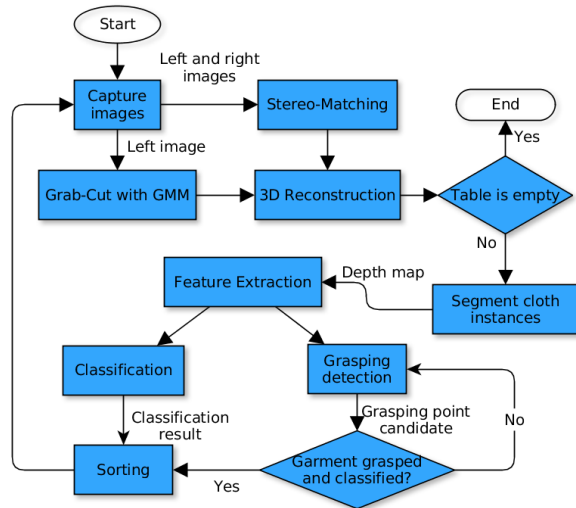 Start
Left and right
images
Capture
images
Stereo-Matching
End
Yes
Left image
Grab-Cut with GMM
3D Reconstruction
Table is empty
No
Depth map
Feature Extraction
Segment cloth
instances
Classification
Grasping
detection
Classification
result
Grasping point
candidate
No
Sorting
Yes
Garment grasped
and classified?